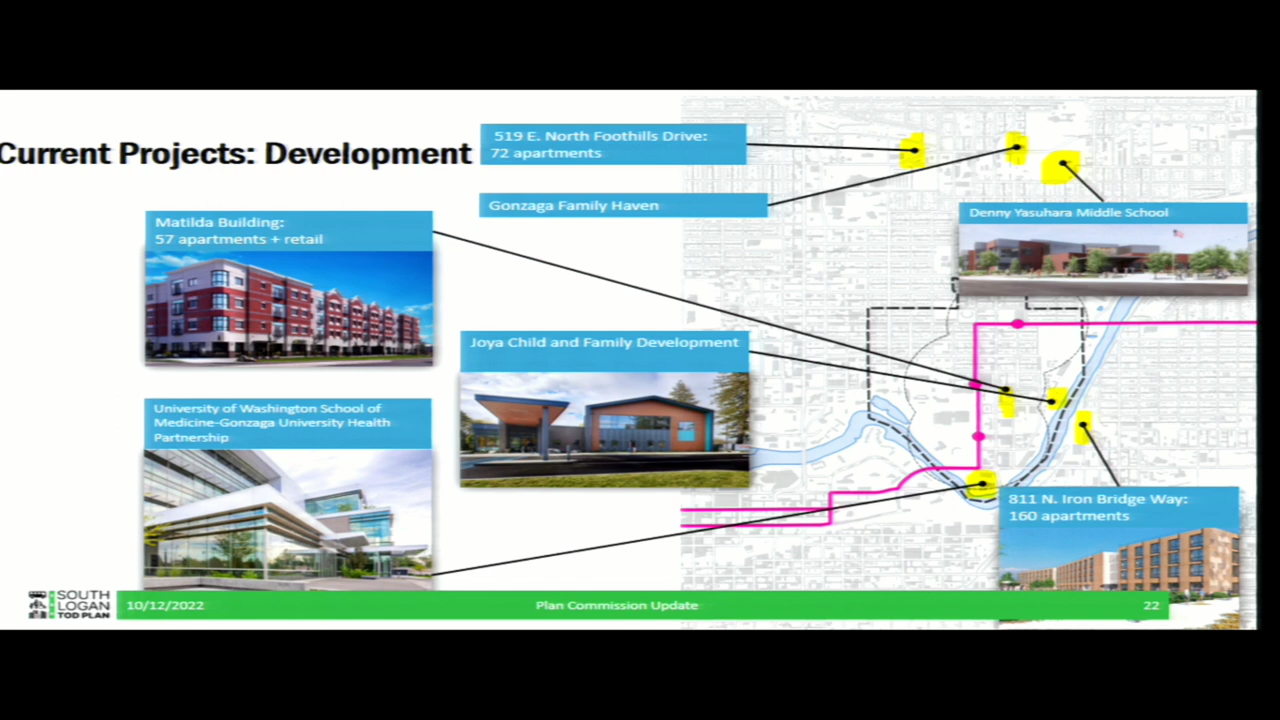 Current Projects: Development
519 E. North Foothills Drive:
72 apartments
Gonzaga Family Haven
Denny Yasuhara Middle School
Matilda Building:
57 apartments + retail
Joya Child and Family Development
University of Washington School of
Medicine-Gonzaga University Health
Partnership
811 N. Iron Bridge Way:
160 apartments
SOUTH
LOGAN
TOD PLAN
10/12/2022
Plan Commission Update
22